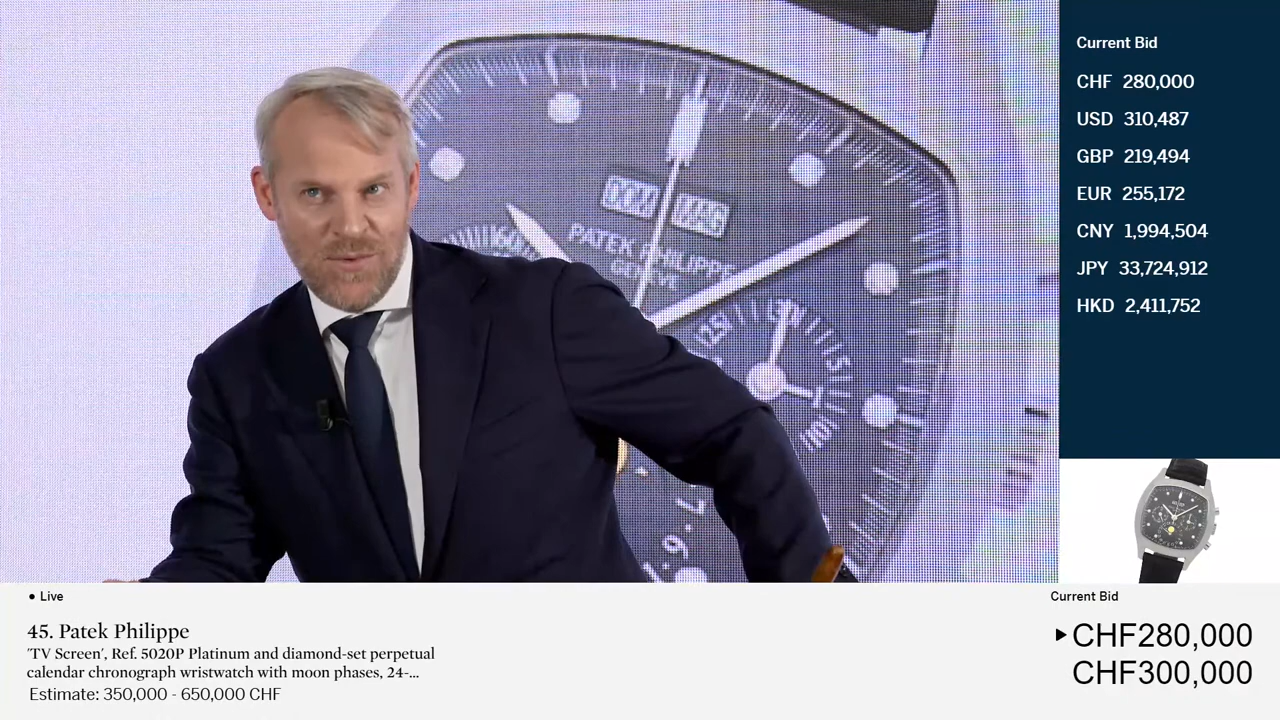 PATEK PHILIPPE
GENEVE
Current Bid
CHF 280,000
USD 310,487
GBP 219,494
EUR 255,172
CNY 1,994,504
JPY 33,724,912
HKD 2,411,752
• Live
45. Patek Philippe
'TV Screen', Ref. 5020P Platinum and diamond-set perpetual
calendar chronograph wristwatch with moon phases, 24-...
Estimate: 350,000 - 650,000 CHF
Current Bid
CHF280,000
CHF300,000